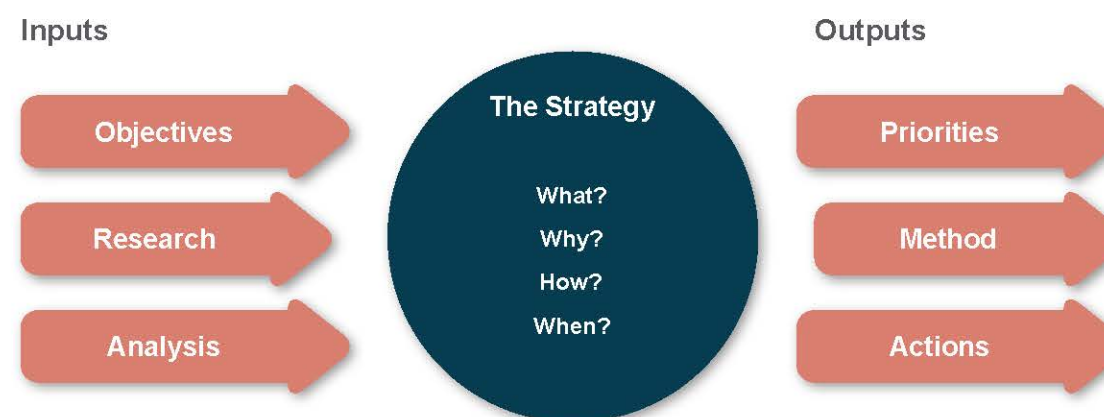 Inputs
Objectives
Research
Analysis
The Strategy
What?
Why?
How?
When?
Outputs
Priorities
Method
Actions